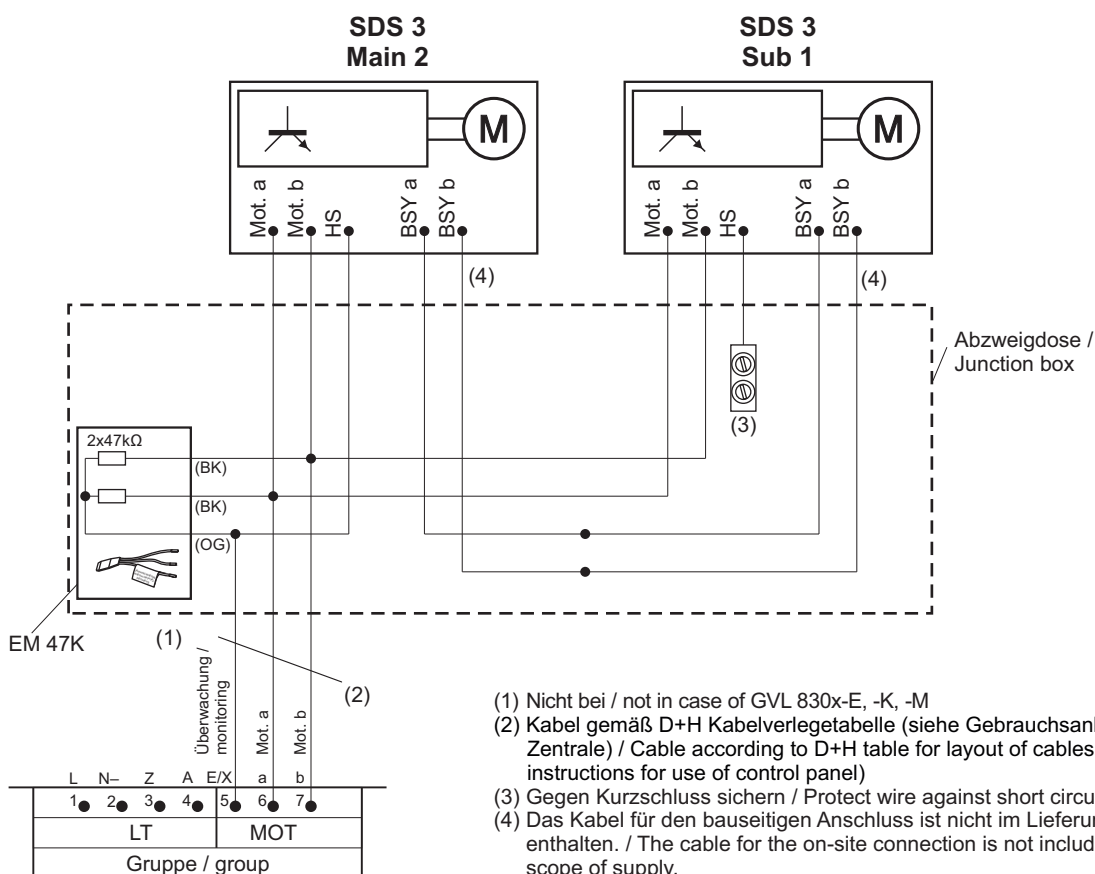 SDS 3
Main 2
SDS 3
Sub 1
M
M
Mot. a
Mot. b
HS
BSY a
BSY b
Mot. a
Mot. b
HS
BSY a
BSY b
(4)
(4)
Abzweigdose /
Junction box
(3)
2x47kΩ
(BK)
(BK)
(OG)
EM 47K
(1)
(2)
Überwachung /
monitoring
Mot. a
Mot. b
L N– Z A E/X a b
1 2 3 4 5 6 7
LT MOT
Gruppe / group
(1) Nicht bei / not in case of GVL 830x-E, -K, -M
(2) Kabel gemäß D+H Kabelverlegetabelle (siehe Gebrauchsanl
Zentrale) / Cable according to D+H table for layout of cables
instructions for use of control panel)
(3) Gegen Kurzschluss sichern / Protect wire against short circu
(4) Das Kabel für den bauseitigen Anschluss ist nicht im Lieferun
enthalten. / The cable for the on-site connection is not includ
scope of supply.